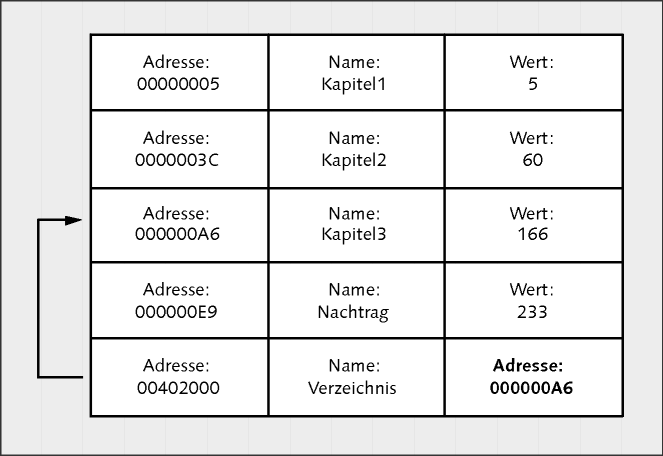 Adresse:
00000005
Name:
Kapitel1
Wert:
5
Adresse:
0000003C
Name:
Kapitel2
Wert:
60
Adresse:
000000A6
Name:
Kapitel3
Wert:
166
Adresse:
000000E9
Name:
Nachtrag
Wert:
233
Adresse:
00402000
Name:
Verzeichnis
Adresse:
000000A6